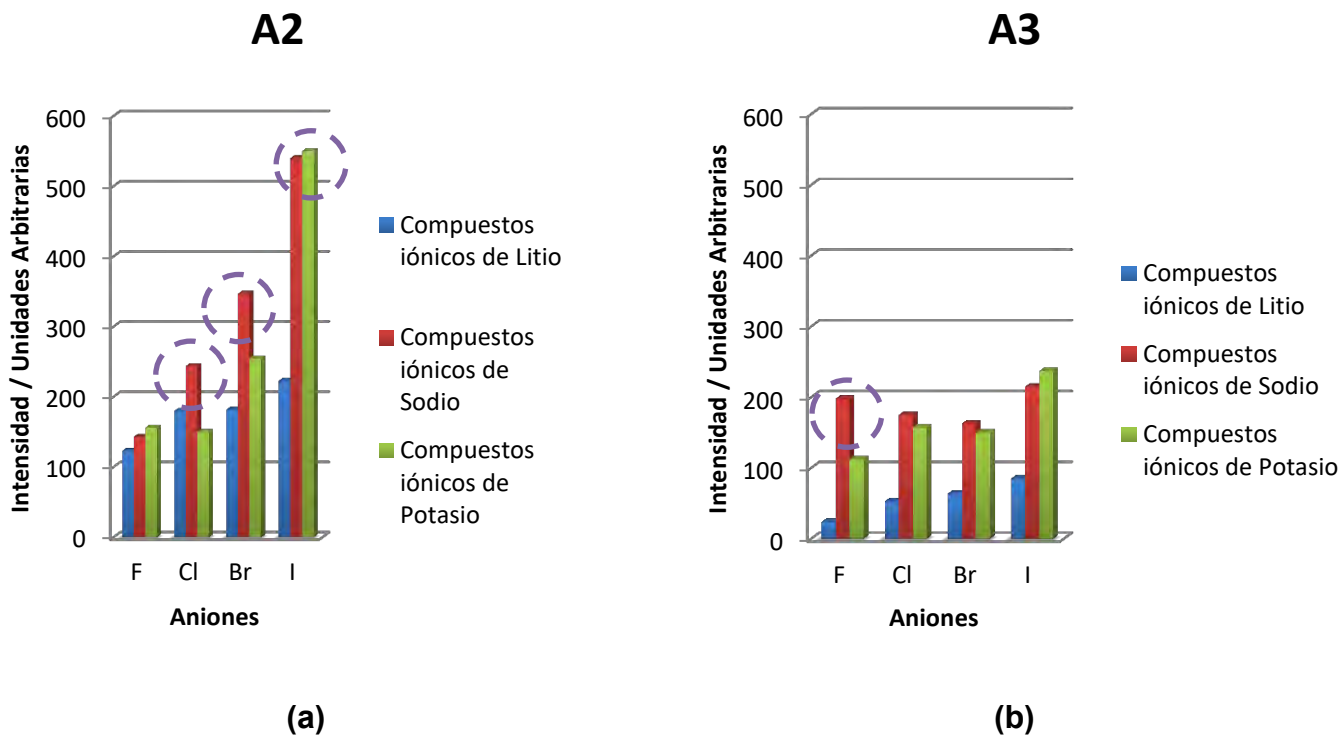 A2
Intensidad / Unidades Arbitrarias
600
500
400
300
200
100
0
F Cl Br I
Aniones
Compuestos
iónicos de Litio
Compuestos
iónicos de
Sodio
Compuestos
iónicos de
Potasio
(a)
A3
Intensidad / Unidades Arbitrarias
600
500
400
300
200
100
0
F Cl Br I
Aniones
Compuestos
iónicos de Litio
Compuestos
iónicos de Sodio
Compuestos
iónicos de Potasio
(b)